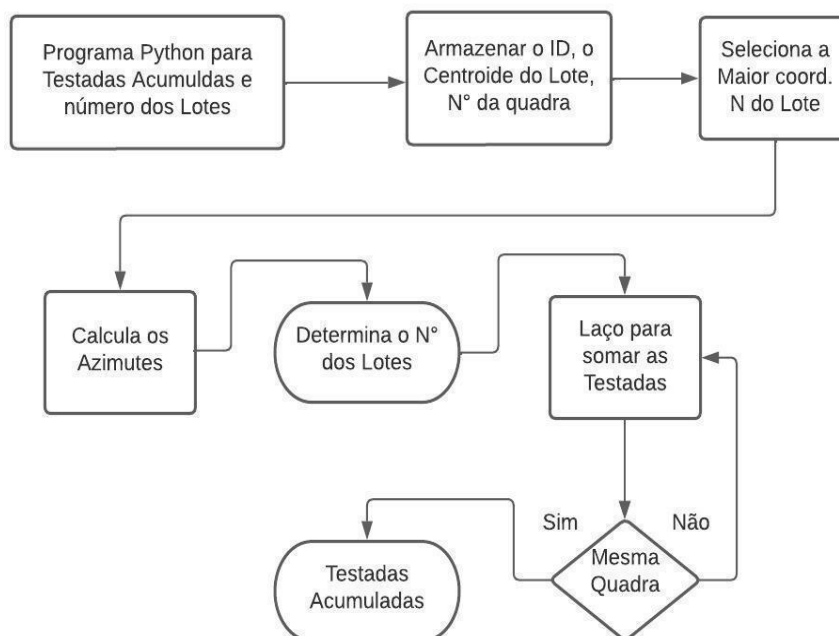 Programa Python para
Testadas Acumuldas e
número dos Lotes
Armazenar o ID, o
Centroide do Lote,
N° da quadra
Seleciona a
Maior coord.
N do Lote
Calcula os
Azimutes
Determina o N°
dos Lotes
Laço para
somar as
Testadas
Sim
Não
Mesma
Quadra
Testadas
Acumuladas